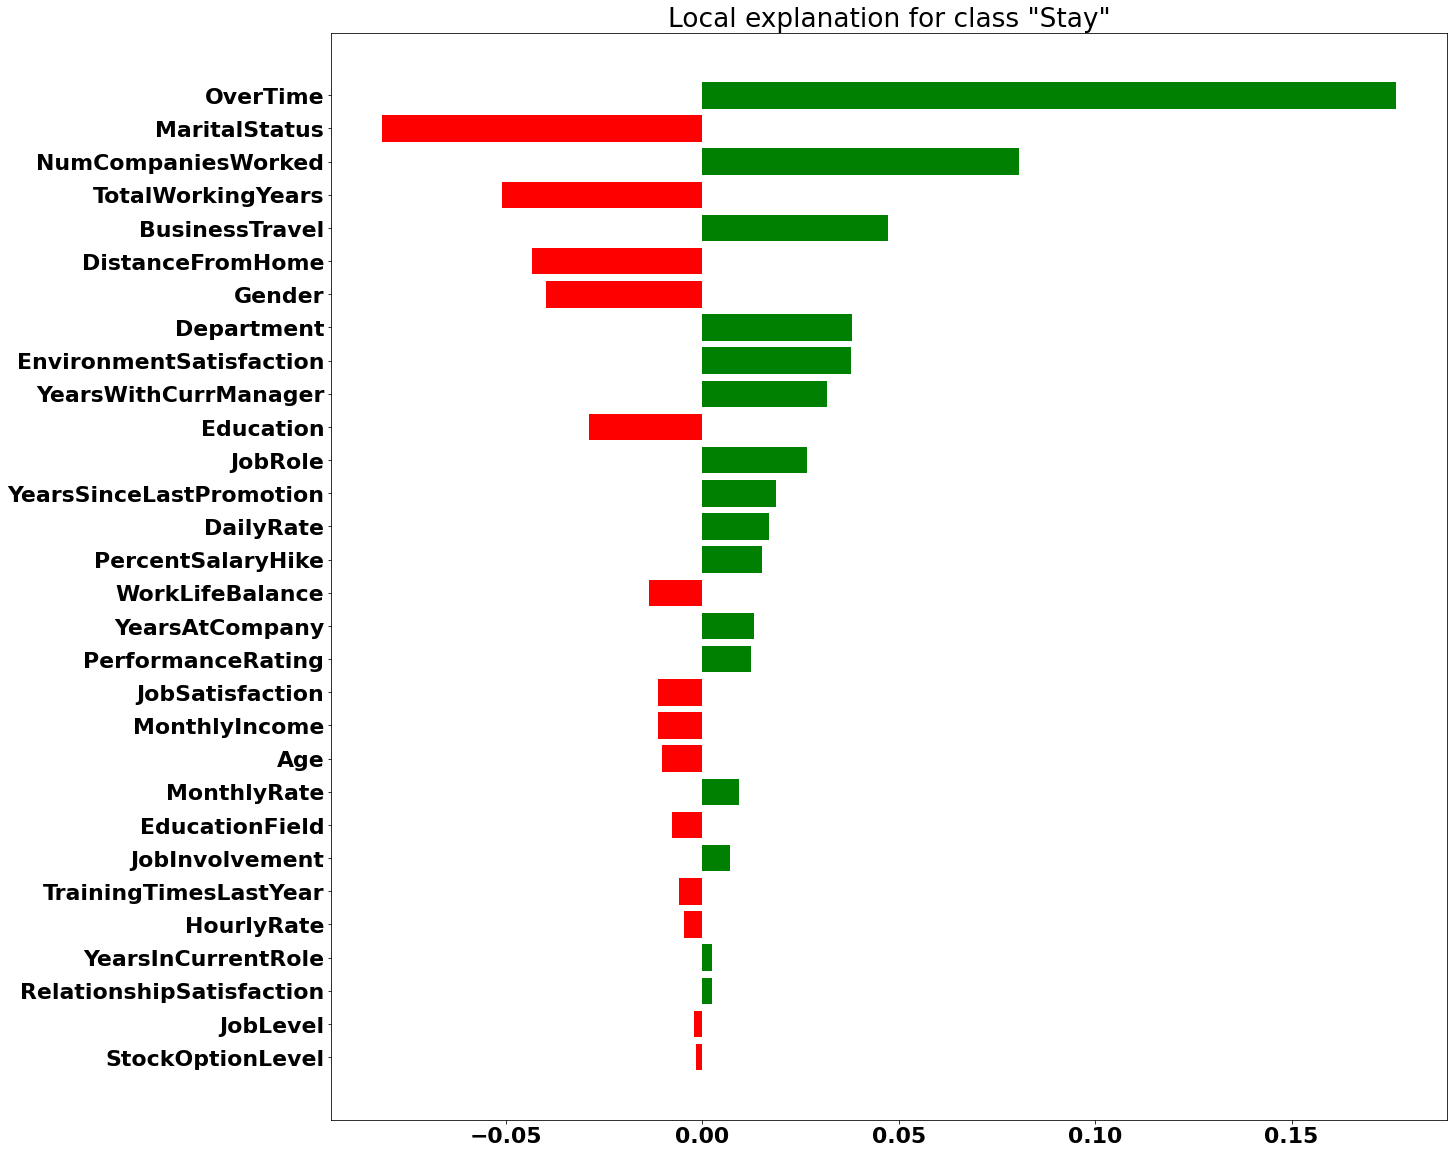 Local explanation for class "Stay"
OverTime
MaritalStatus
NumCompaniesWorked
TotalWorkingYears
BusinessTravel
DistanceFromHome
Gender
Department
EnvironmentSatisfaction
YearsWithCurrManager
Education
JobRole
YearsSinceLastPromotion
DailyRate
PercentSalaryHike
WorkLifeBalance
YearsAtCompany
PerformanceRating
JobSatisfaction
MonthlyIncome
Age
MonthlyRate
EducationField
JobInvolvement
TrainingTimesLastYear
HourlyRate
YearsInCurrentRole
RelationshipSatisfaction
JobLevel
StockOptionLevel
−0.05 0.00 0.05 0.10 0.15